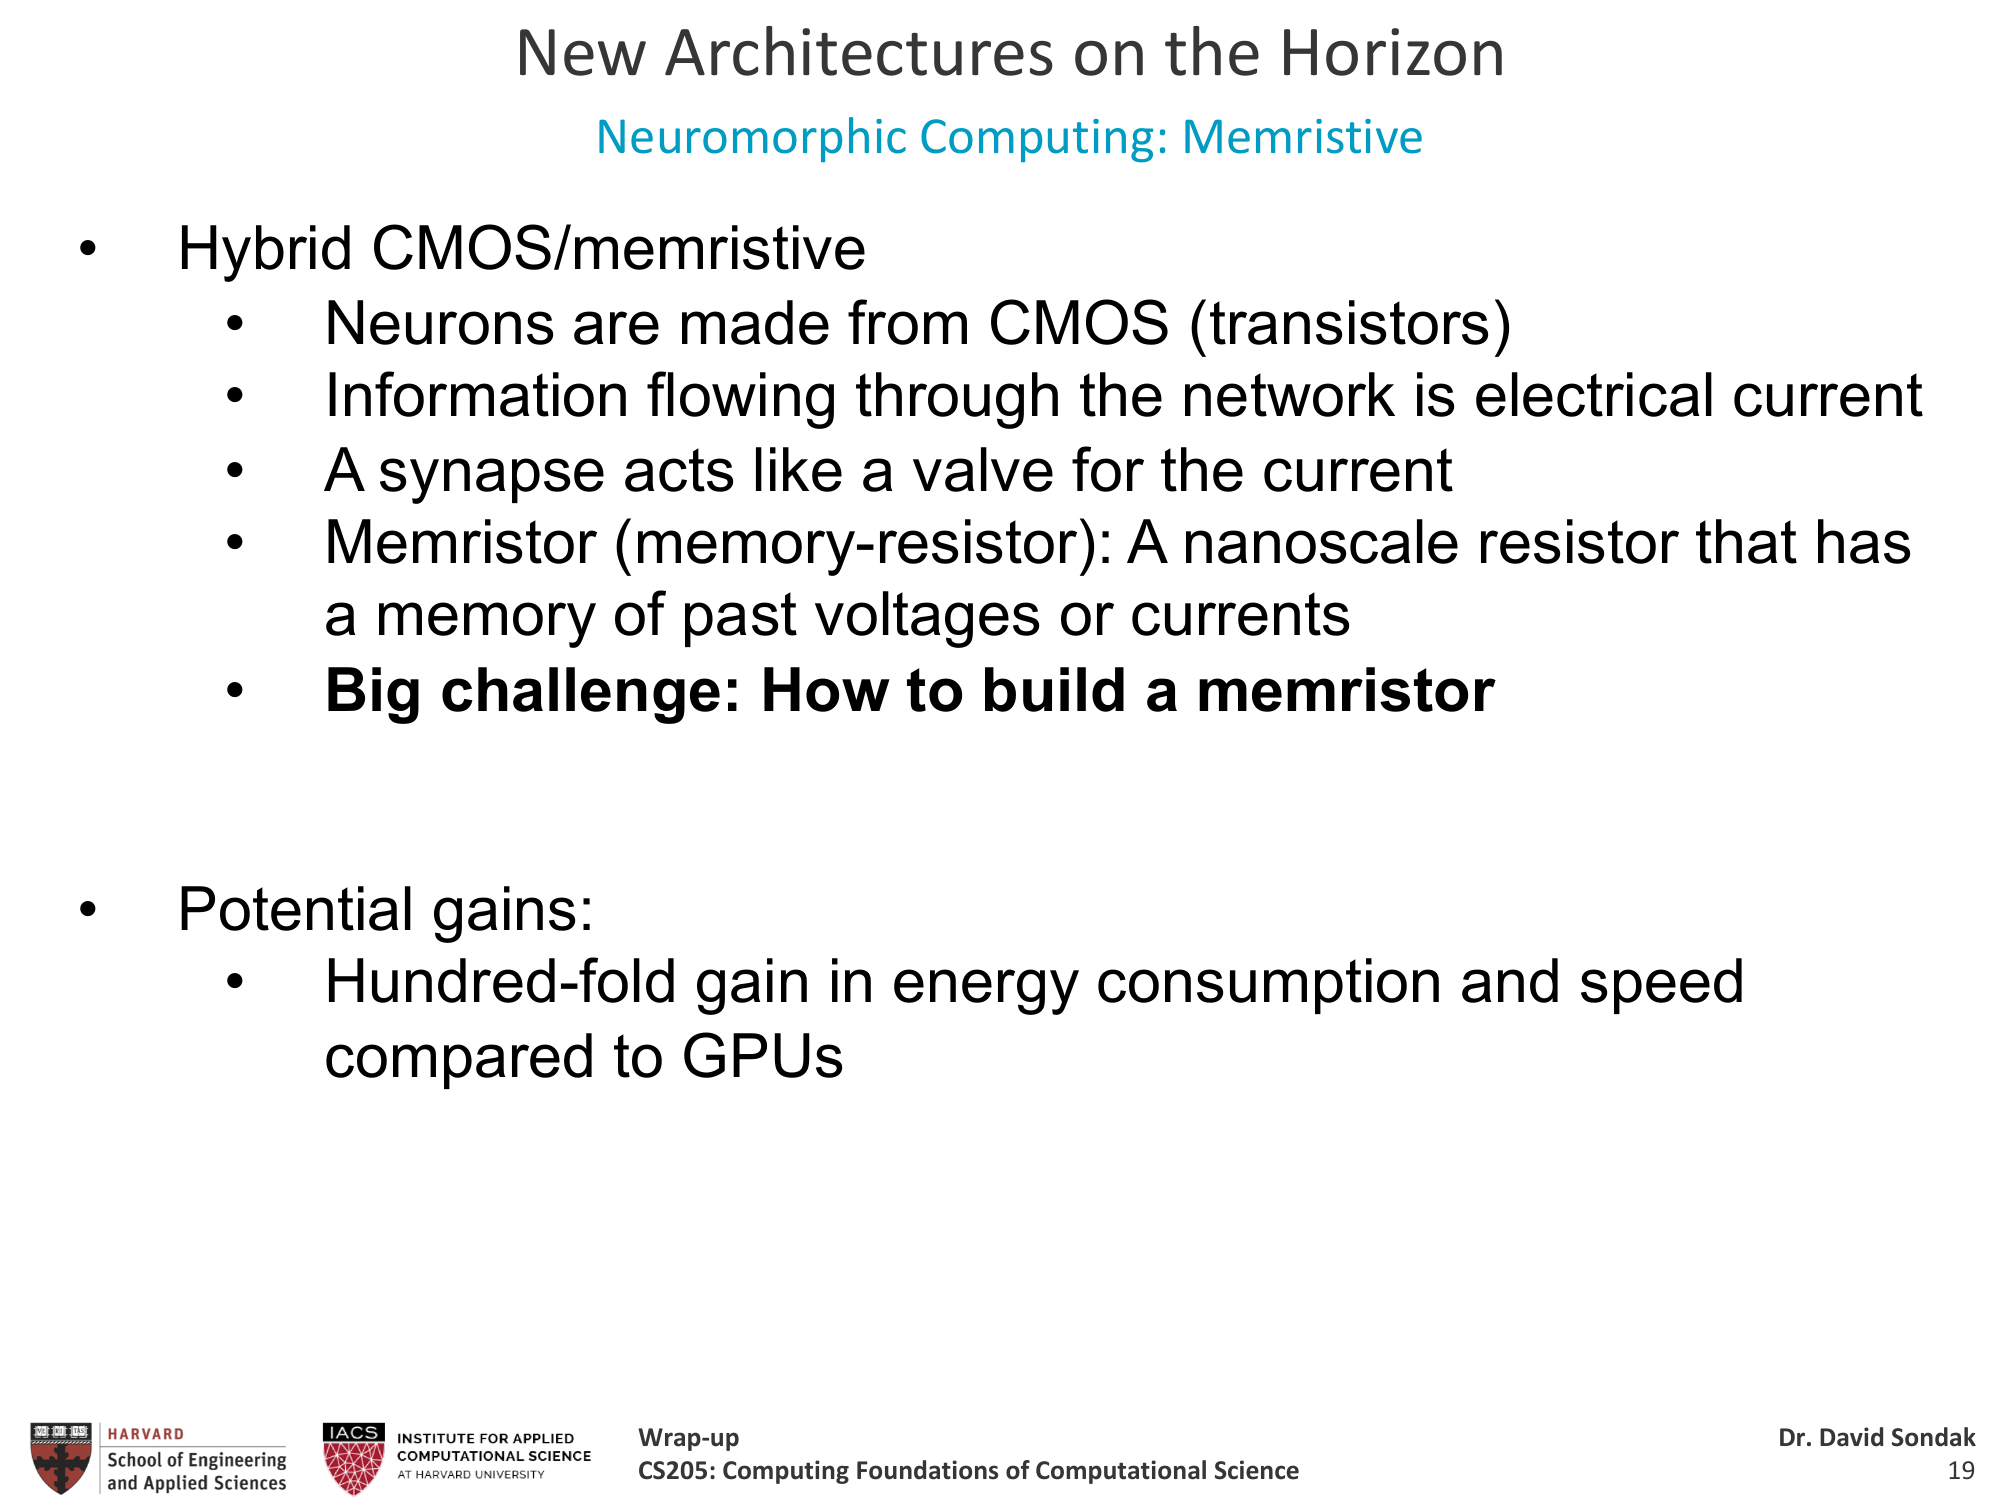 New Architectures on the Horizon
Neuromorphic Computing: Memristive
• Hybrid CMOS/memristive
• Neurons are made from CMOS (transistors)
• Information flowing through the network is electrical current
• A synapse acts like a valve for the current
• Memristor (memory-resistor): A nanoscale resistor that has
a memory of past voltages or currents
• Big challenge: How to build a memristor
• Potential gains:
• Hundred-fold gain in energy consumption and speed
compared to GPUs
HARVARD
School of Engineering
and Applied Sciences
IACS
INSTITUTE FOR APPLIED
COMPUTATIONAL SCIENCE
AT HARVARD UNIVERSITY
Wrap-up
CS205: Computing Foundations of Computational Science
Dr. David Sondak
19